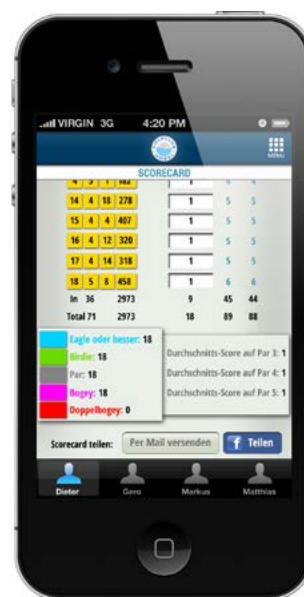 VIRGIN 3G 4:20 PM
MENU
SCORECARD
14 4 18 278 1 5 5
15 4 4 407 1 5 5
16 4 12 320 1 5 5
17 4 14 318 1 5 5
18 5 8 458 1 6 6
In 36 2973 9 45 44
Total 71 2973 18 89 88
Eagle oder besser: 18
Birdie: 18
Par: 18
Bogey: 18
Doppelbogey: 0
Durchschnitts-Score auf Par 3: 1
Durchschnitts-Score auf Par 4: 1
Durchschnitts-Score auf Par 5: 1
Scorecard teilen: Per Mail versenden f Teilen
Dieter Gero Markus Matthias